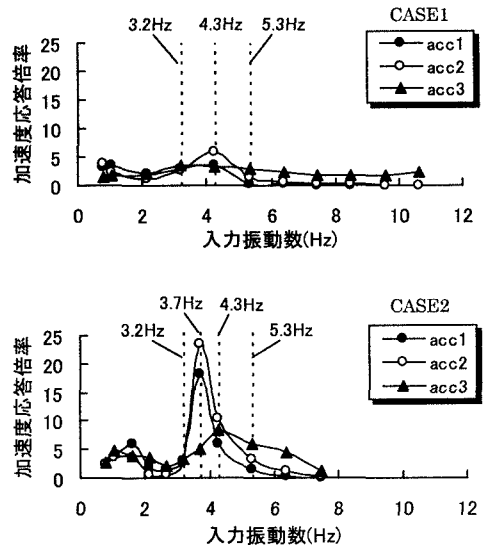 CASE1
3.2Hz 4.3Hz 5.3Hz
acc1
acc2
acc3
加速度応答倍率
25
20
15
10
5
0
0 2 4 6 8 10 12
入力振動数(Hz)
CASE2
3.7Hz
3.2Hz 4.3Hz
5.3Hz
acc1
acc2
acc3
加速度応答倍率
25
20
15
10
5
0
0 2 4 6 8 10 12
入力振動数(Hz)